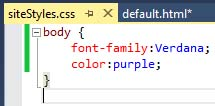 siteStyles.css default.html*
body {
font-family:Verdana;
color:purple;
}